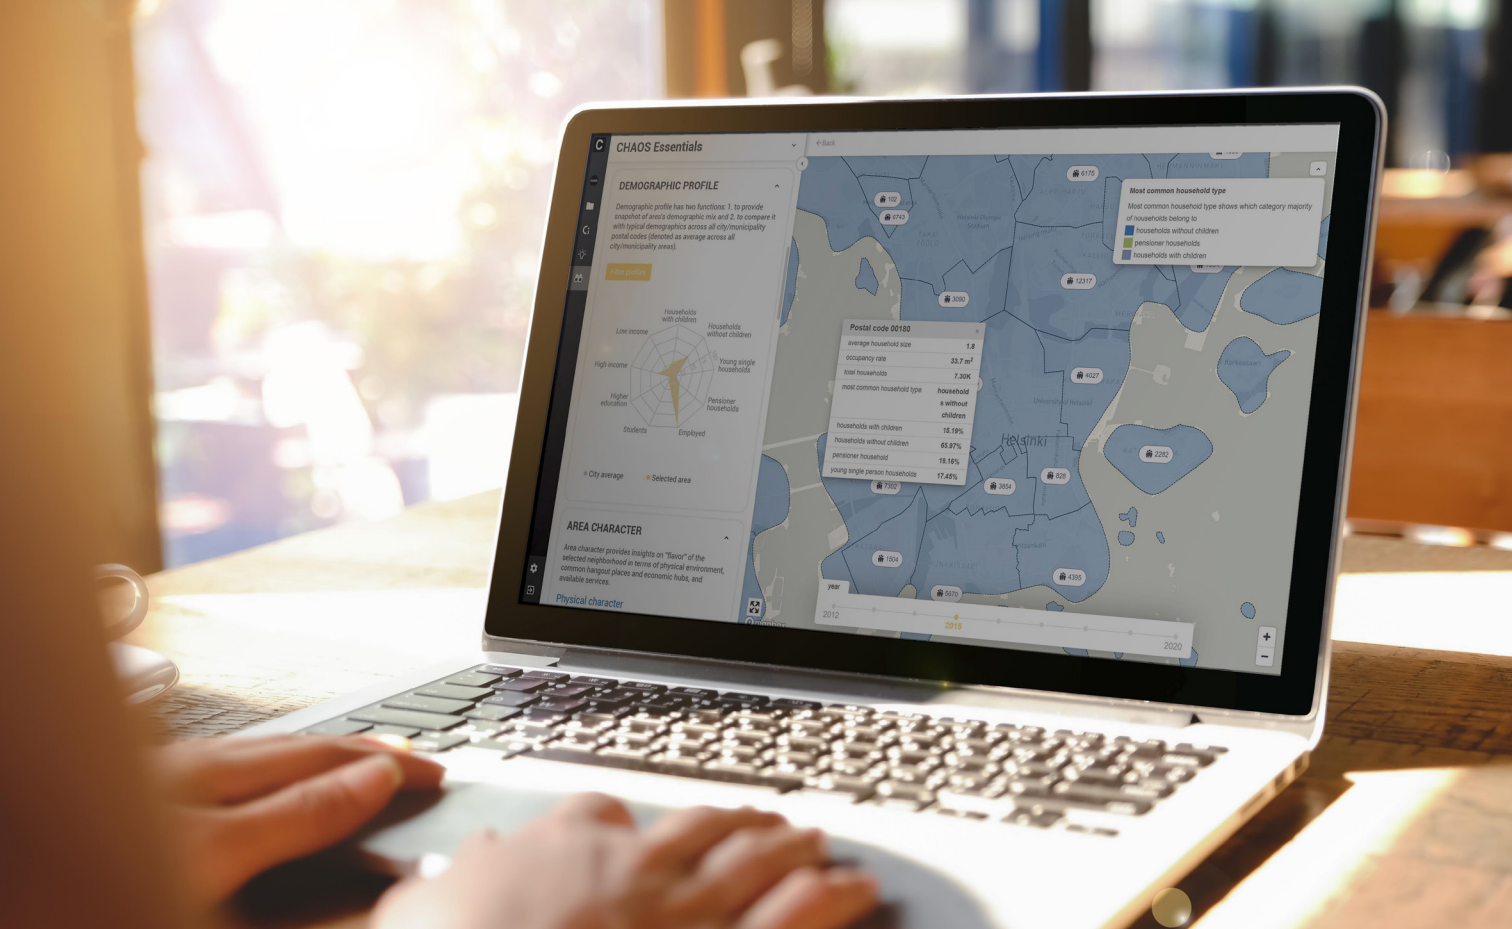 C
CHAOS Essentials
DEMOGRAPHIC PROFILE
Demographic profile has two functions: 1. to provide
snapshot of area's demographic mix and 2. to compare it
with typical demographics across all city/municipality
postal codes (denoted as average across all
city/municipality areas).
Households
with children
Households
without children
Young single
households
Pensioner
households
Employed
Students
Higher
education
High income
Low income
City average
Selected area
AREA CHARACTER
Area character provides insights on "flavor" of the
selected neighborhood in terms of physical environment,
common hangout places and economic hubs, and
available services.
Physical character
Back
6175
102
6743
3090
12317
4027
2282
828
3854
7302
1504
5670
4395
Helsinki
Most common household type
Most common household type shows which category majority
of households belong to
households without children
pensioner households
households with children
Postal code 00180
×
average household size 1.8
occupancy rate 33.7 m²
total households 7.30K
most common household type household
s without
children
households with children 15.19%
households without children 65.97%
pensioner household 19.16%
young single person households 17.45%
year
2012
2015
2020
+
−